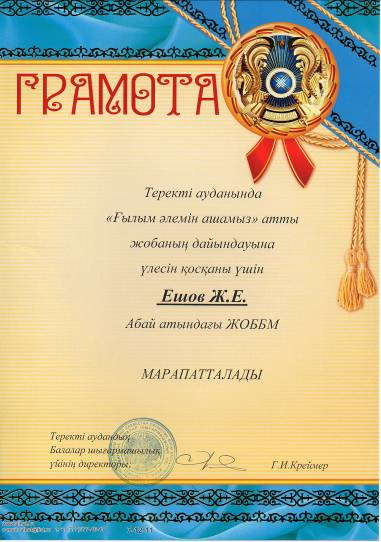 ГРАМОТА
Теректі ауданында
«Ғылым әлемін ашамыз» атты
жобаның дайындауына
үлесін қосқаны үшін
Ешов Ж.Е.
Абай атындағы ЖОББМ
МАРАПАТТАЛАДЫ
Теректі аудандық
Балалар шығармашылық
үйінің директоры:
Г.И.Креймер